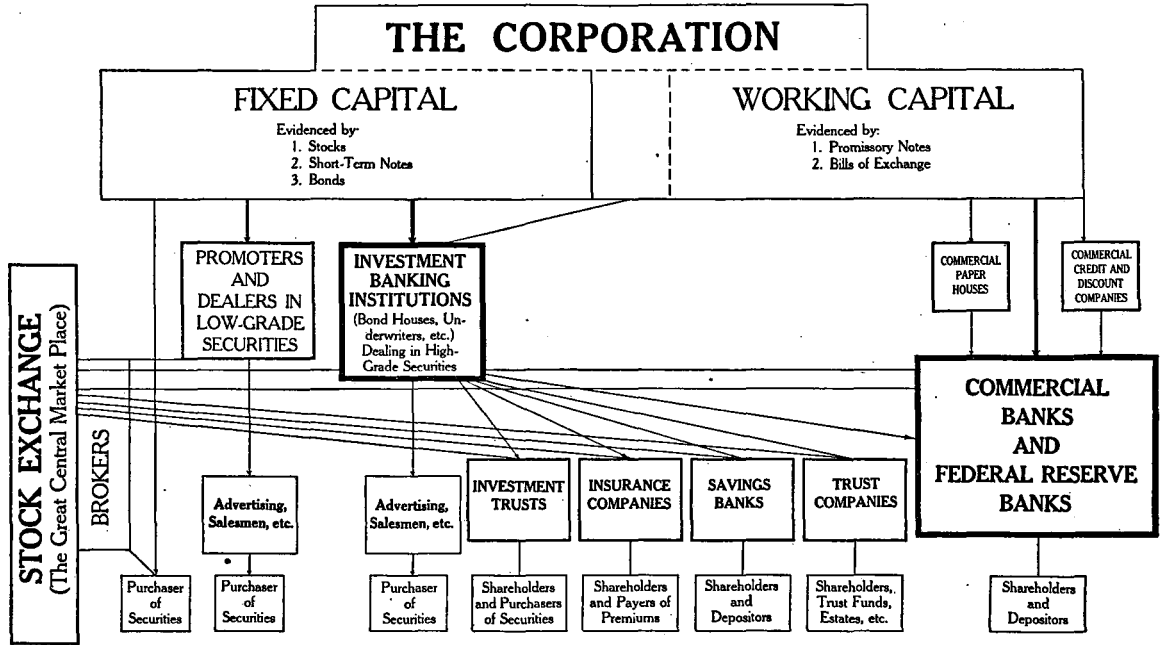 THE CORPORATION
FIXED CAPITAL
Evidenced by-
1. Stocks
2. Short-Term Notes
3. Bonds
WORKING CAPITAL
Evidenced by:
1. Promissory Notes
2. Bills of Exchange
STOCK EXCHANGE
(The Great Central Market Place)
BROKERS
PROMOTERS
AND
DEALERS IN
LOW-GRADE
SECURITIES
INVESTMENT
BANKING
INSTITUTIONS
(Bond Houses, Un-
derwriters, etc.)
Dealing in High-
Grade Securities
COMMERCIAL
PAPER
HOUSES
COMMERCIAL
CREDIT AND
DISCOUNT
COMPANIES
COMMERCIAL
BANKS
AND
FEDERAL RESERVE
BANKS
Advertising,
Salesmen, etc.
Advertising,
Salesmen, etc.
INVESTMENT
TRUSTS
INSURANCE
COMPANIES
SAVINGS
BANKS
TRUST
COMPANIES
Purchaser
of
Securities
Purchaser
of
Securities
Purchaser
of
Securities
Shareholders
and Purchasers
of Securities
Shareholders
and Payers of
Premiums
Shareholders
and
Depositors
Shareholders,
Trust Funds,
Estates, etc.
Shareholders
and
Depositors